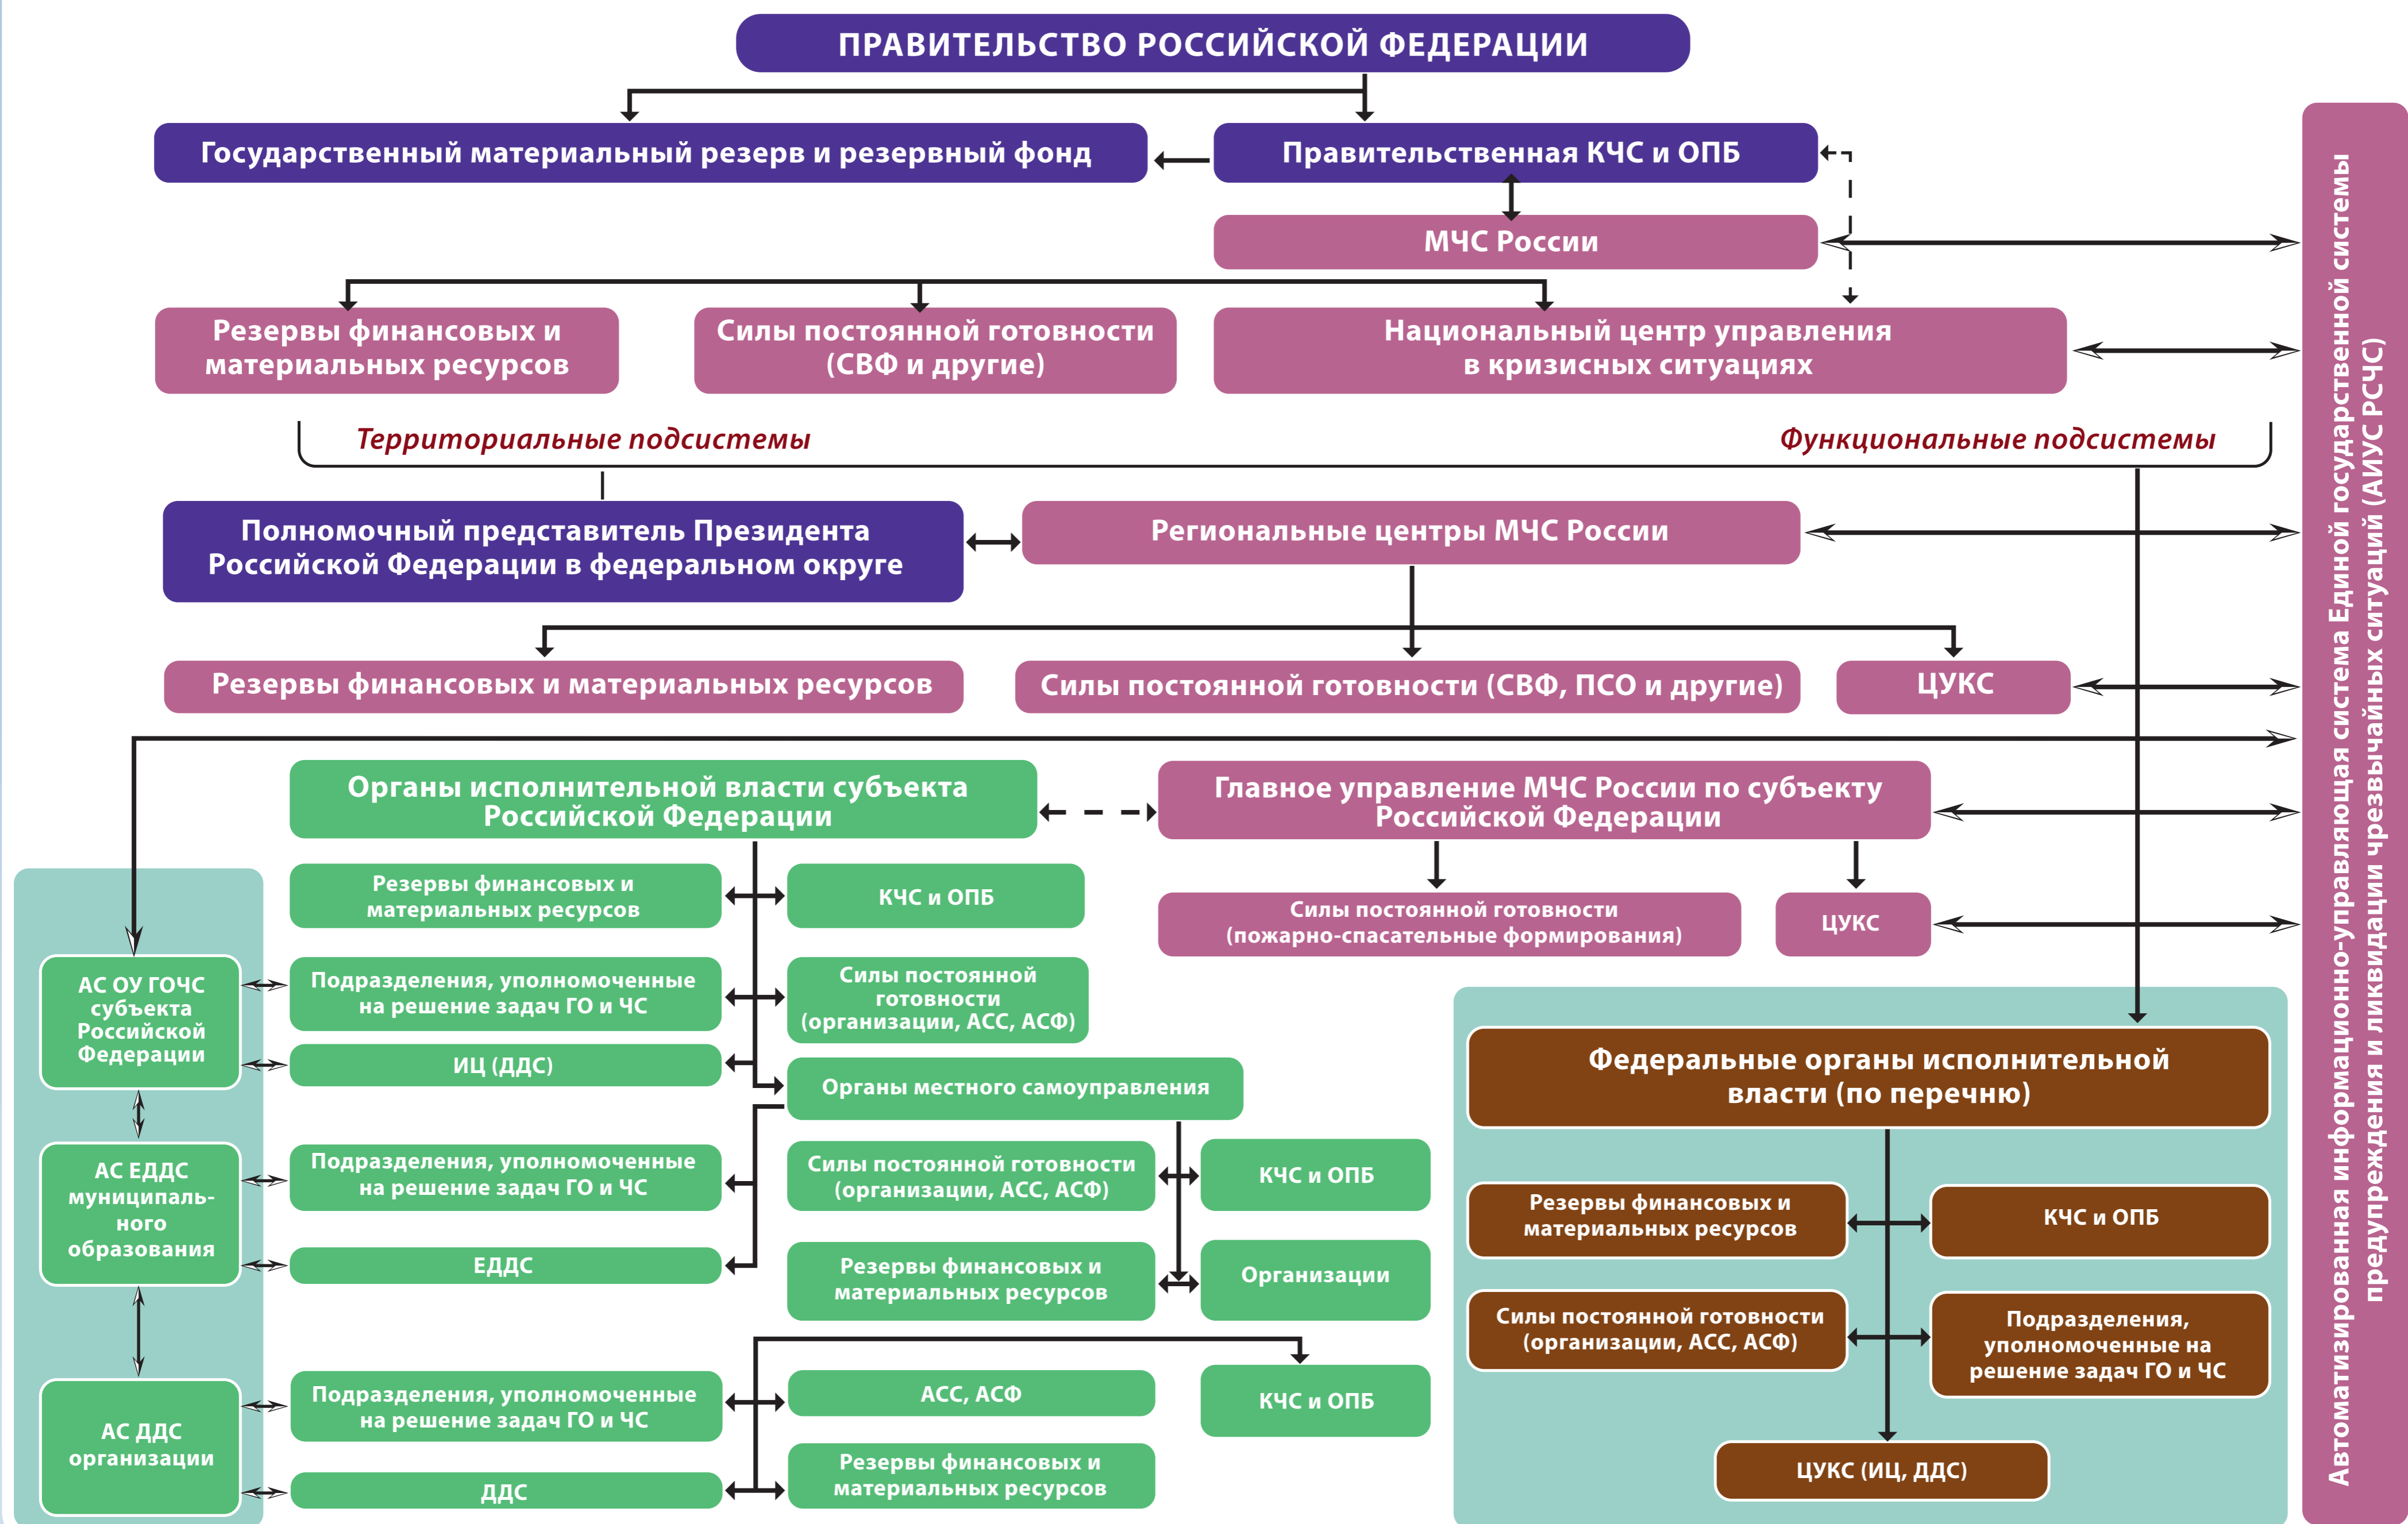 ПРАВИТЕЛЬСТВО РОССИЙСКОЙ ФЕДЕРАЦИИ
Государственный материальный резерв и резервный фонд
Правительственная КЧС и ОПБ
МЧС России
Резервы финансовых и
материальных ресурсов
Силы постоянной готовности
(СВФ и другие)
Национальный центр управления
в кризисных ситуациях
Территориальные подсистемы
Функциональные подсистемы
Полномочный представитель Президента
Российской Федерации в федеральном округе
Региональные центры МЧС России
Резервы финансовых и материальных ресурсов
Силы постоянной готовности (СВФ, ПСО и другие)
ЦУКС
Органы исполнительной власти субъекта
Российской Федерации
Главное управление МЧС России по субъекту
Российской Федерации
Резервы финансовых и
материальных ресурсов
КЧС и ОПБ
Силы постоянной готовности
(пожарно-спасательные формирования)
ЦУКС
АС ОУ ГОЧС
субъекта
Российской
Федерации
Подразделения, уполномоченные
на решение задач ГО и ЧС
Силы постоянной
готовности
(организации, АСС, АСФ)
ИЦ (ДДС)
Органы местного самоуправления
АС ЕДДС
муниципаль-
ного
образования
Подразделения, уполномоченные
на решение задач ГО и ЧС
Силы постоянной готовности
(организации, АСС, АСФ)
КЧС и ОПБ
ЕДДС
Резервы финансовых и
материальных ресурсов
Организации
АС ДДС
организации
Подразделения, уполномоченные
на решение задач ГО и ЧС
АСС, АСФ
КЧС и ОПБ
ДДС
Резервы финансовых и
материальных ресурсов
Федеральные органы исполнительной
власти (по перечню)
Резервы финансовых и
материальных ресурсов
КЧС и ОПБ
Силы постоянной готовности
(организации, АСС, АСФ)
Подразделения,
уполномоченные на
решение задач ГО и ЧС
ЦУКС (ИЦ, ДДС)
Автоматизированная информационно-управляющая система Единой государственной системы
предупреждения и ликвидации чрезвычайных ситуаций (АИУС РСЧС)